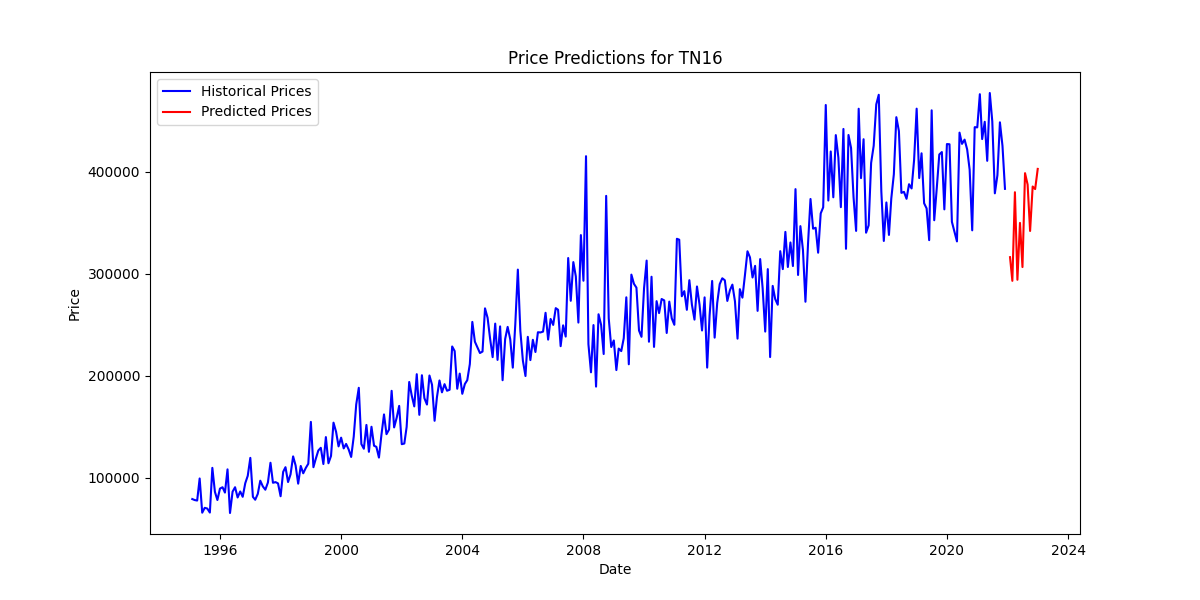 Price Predictions for TN16
Historical Prices
Predicted Prices
Price
400000
300000
200000
100000
1996 2000 2004 2008 2012 2016 2020 2024
Date